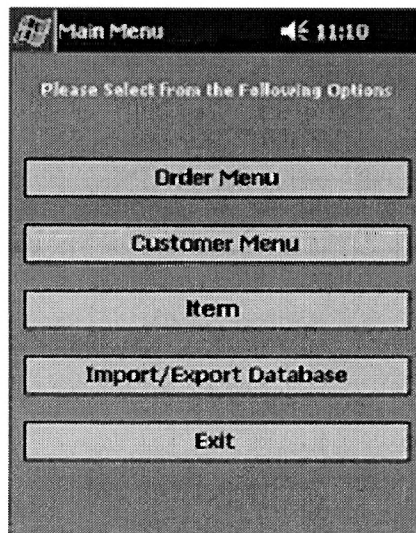 Main Menu 11:10
Please Select from the Following Options
Order Menu
Customer Menu
Item
Import/Export Database
Exit